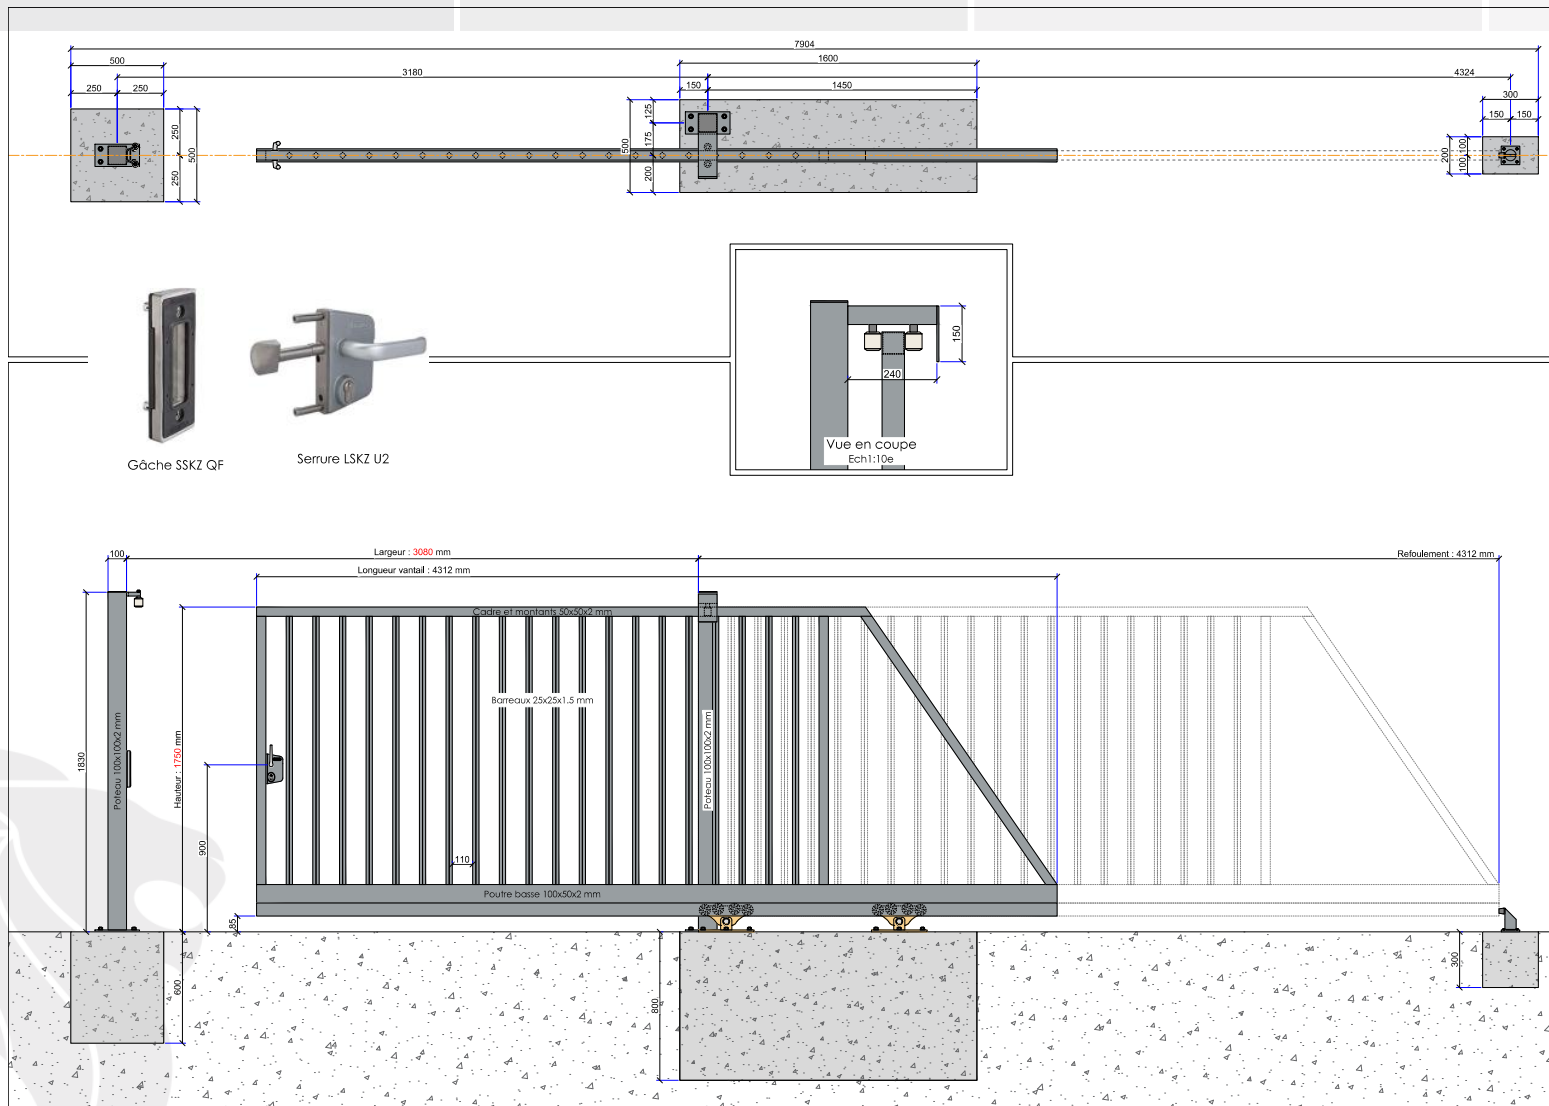 7904
500
1600
3180
4324
250
250
150
1450
300
150
150
250
250
500
125
175
200
500
100
100
200
150
240
Vue en coupe
Ech1:10e
Gâche SSKZ QF
Serrure LSKZ U2
100
Largeur : 3080 mm
Refoulement : 4312 mm
Longueur vantail : 4312 mm
Cadre et montants 50x50x2 mm
Barreaux 25x25x1.5 mm
1830
Poteau 100x100x2 mm
Hauteur : 1750 mm
900
Poteau 100x100x2 mm
110
Poutre basse 100x50x2 mm
85
600
800
300